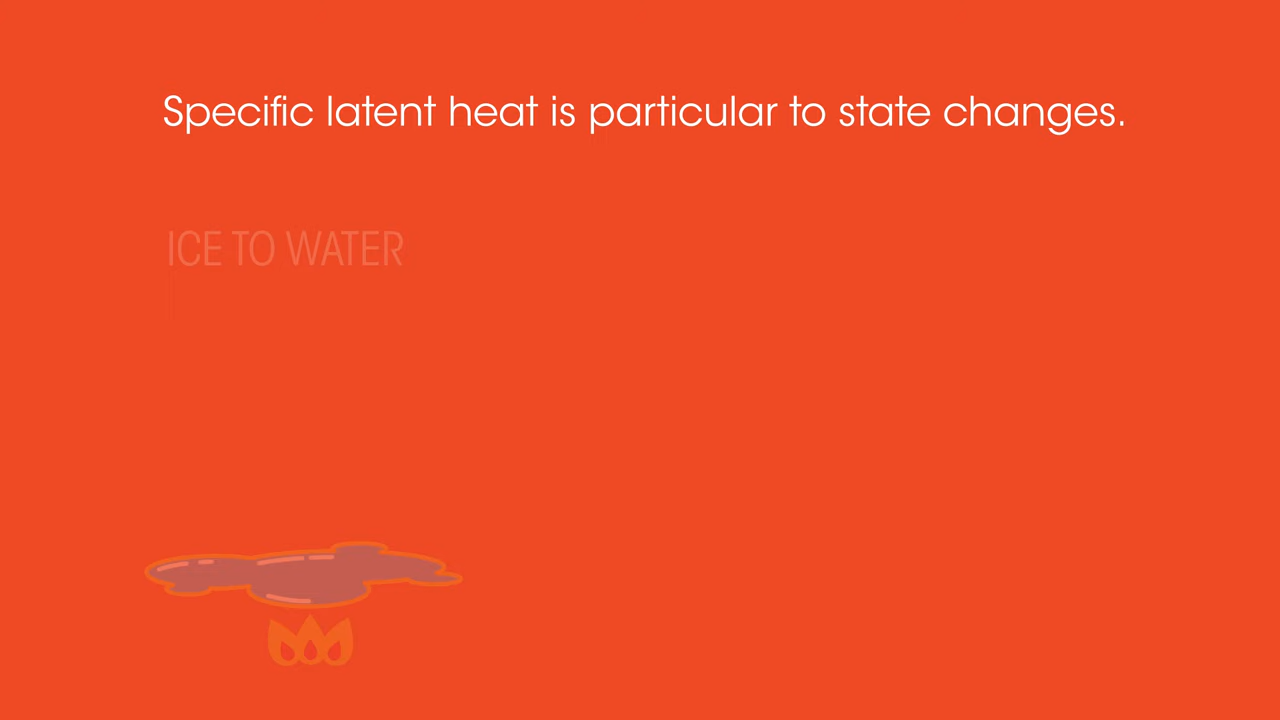 Specific latent heat is particular to state changes.
ICE TO WATER